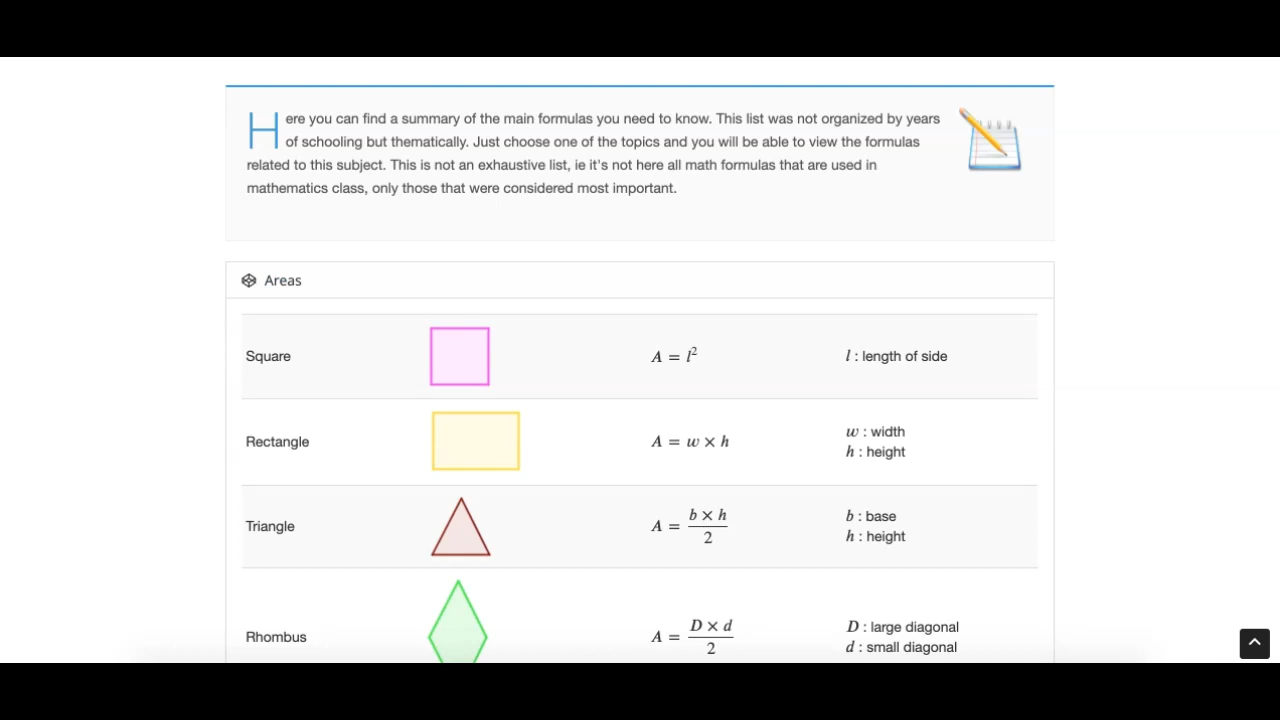 Here you can find a summary of the main formulas you need to know. This list was not organized by years
of schooling but thematically. Just choose one of the topics and you will be able to view the formulas
related to this subject. This is not an exhaustive list, ie it's not here all math formulas that are used in
mathematics class, only those that were considered most important.
Areas
Square A = l² l : length of side
Rectangle A = w × h w : width
h : height
Triangle A = b × h / 2 b : base
h : height
Rhombus A = D × d / 2 D : large diagonal
d : small diagonal